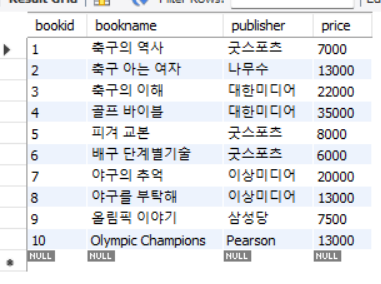 Result Grid Filter Rows:
bookid bookname publisher price
1 축구의 역사 굿스포츠 7000
2 축구 아는 여자 나무수 13000
3 축구의 이해 대한미디어 22000
4 골프 바이블 대한미디어 35000
5 피겨 교본 굿스포츠 8000
6 배구 단계별기술 굿스포츠 6000
7 야구의 추억 이상미디어 20000
8 야구를 부탁해 이상미디어 13000
9 올림픽 이야기 삼성당 7500
10 Olympic Champions Pearson 13000
NULL NULL NULL NULL